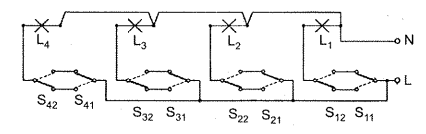 L4 L3 L2 L1
N
L
S42 S41 S32 S31 S22 S21 S12 S11